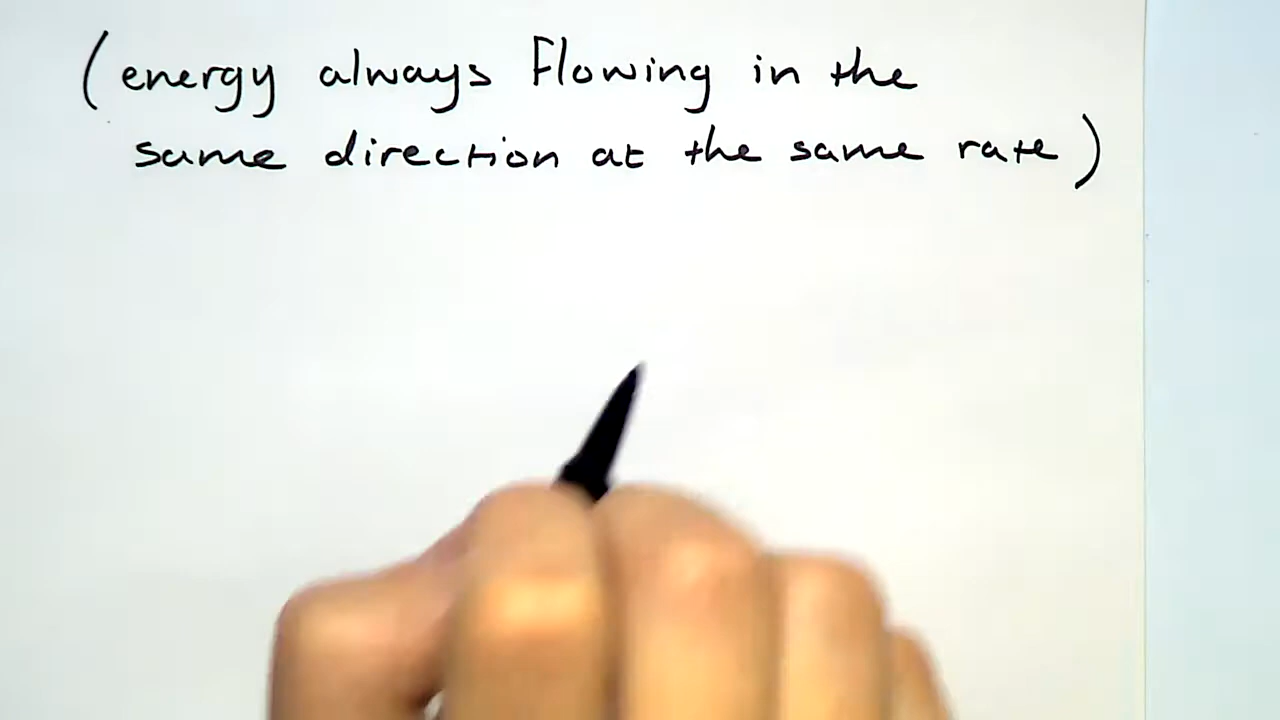 (energy always flowing in the
same direction at the same rate)